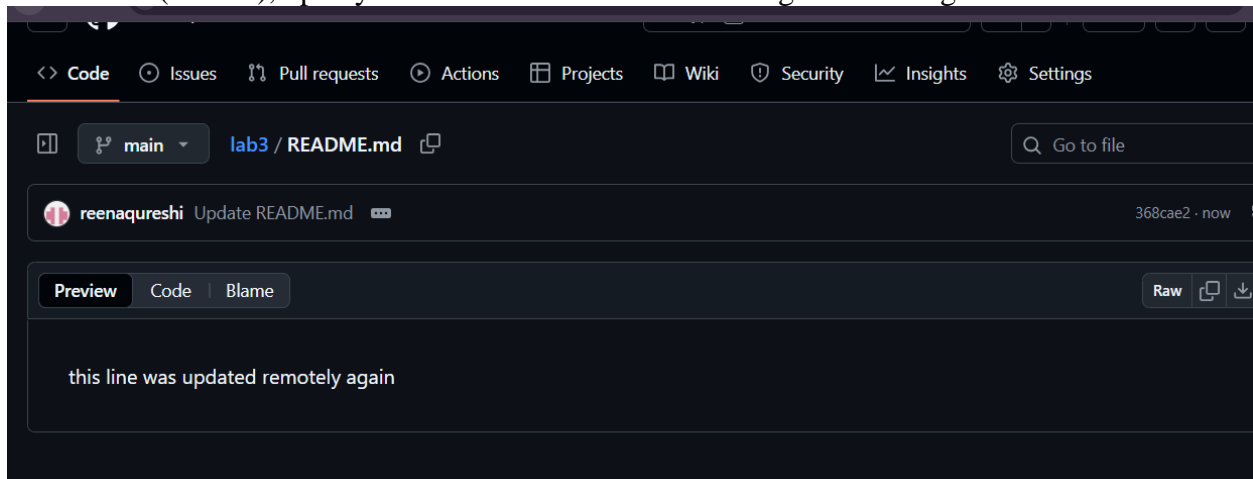 <> Code Issues Pull requests Actions Projects Wiki Security Insights Settings
main lab3 / README.md Go to file
reenaqureshi Update README.md 368cae2 · now
Preview Code Blame Raw
this line was updated remotely again